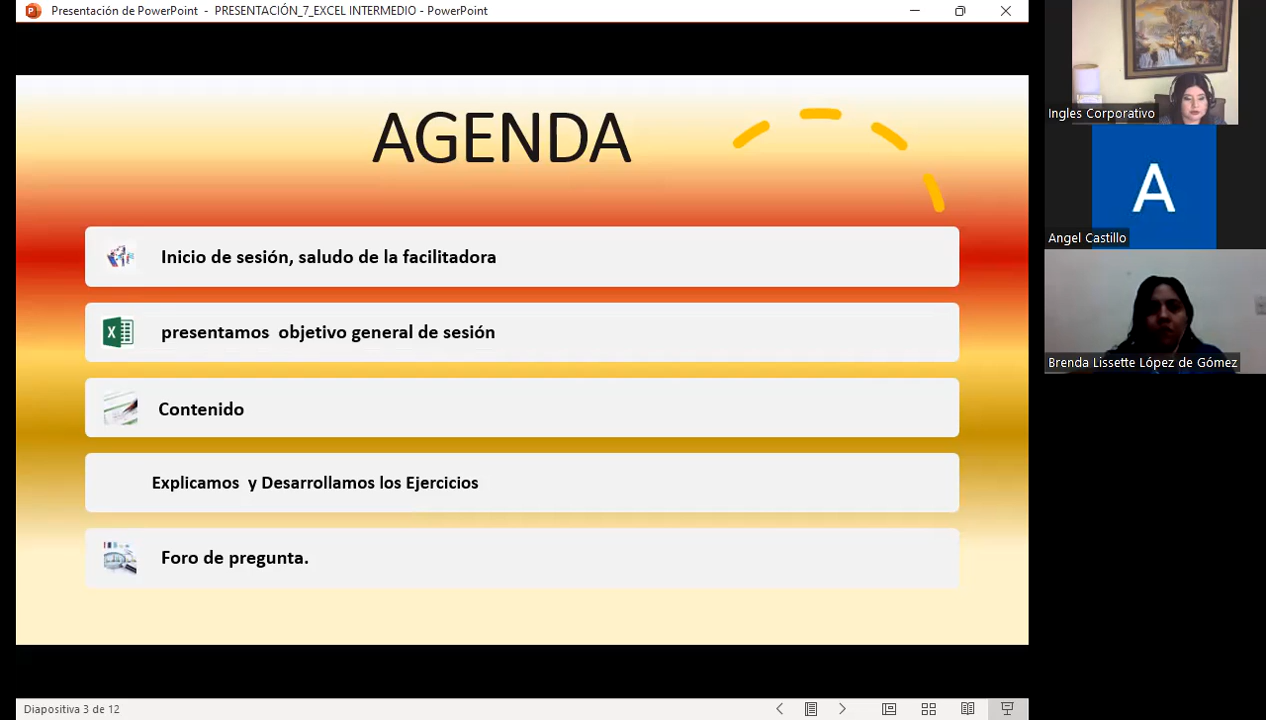 Presentación de PowerPoint - PRESENTACIÓN_7_EXCEL INTERMEDIO - PowerPoint
AGENDA
Inicio de sesión, saludo de la facilitadora
presentamos objetivo general de sesión
Contenido
Explicamos y Desarrollamos los Ejercicios
Foro de pregunta.
Diapositiva 3 de 12
Ingles Corporativo
A
Angel Castillo
Brenda Lissette López de Gómez